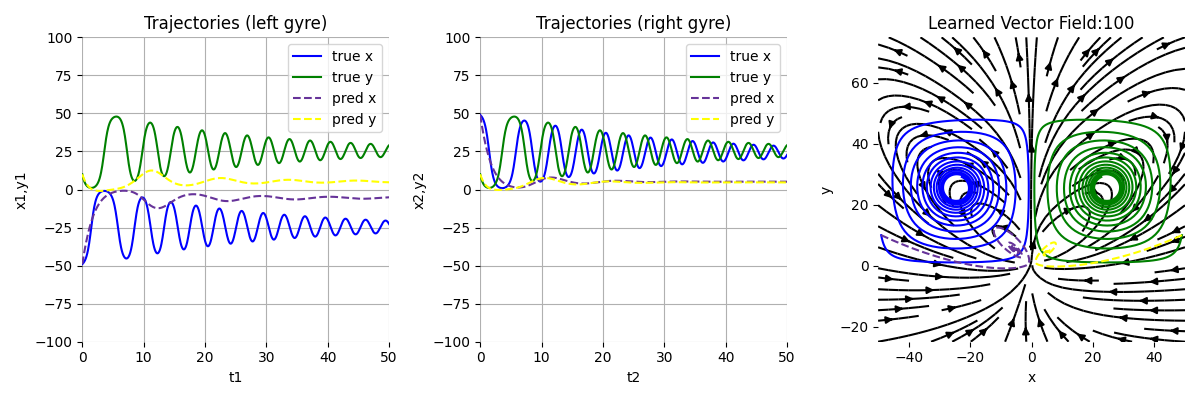 Trajectories (left gyre)
100
75
50
25
0
−25
−50
−75
−100
0 10 20 30 40 50
x1,y1
t1
true x
true y
pred x
pred y
Trajectories (right gyre)
100
75
50
25
0
−25
−50
−75
−100
0 10 20 30 40 50
x2,y2
t2
true x
true y
pred x
pred y
Learned Vector Field:100
60
40
20
0
−20
−40 −20 0 20 40
y
x